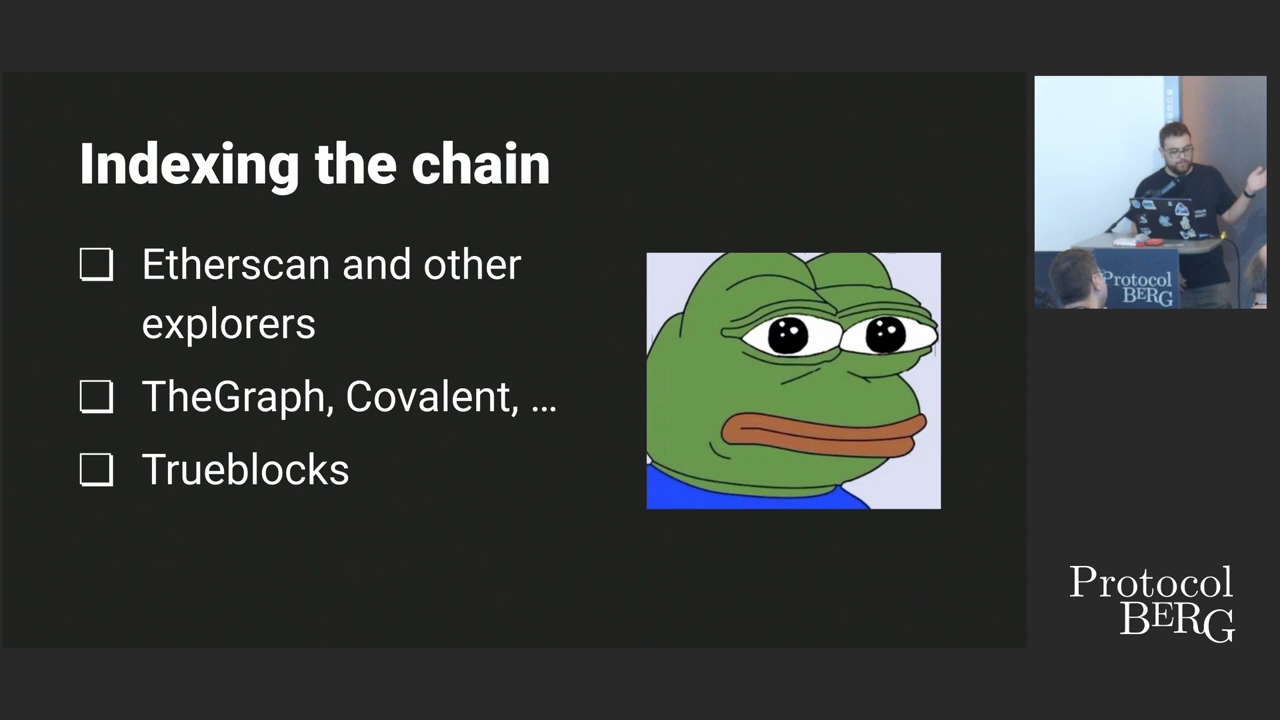 Indexing the chain
❏ Etherscan and other
explorers
❏ TheGraph, Covalent, ...
❏ Trueblocks
Protocol
BERG
Protocol
BERG